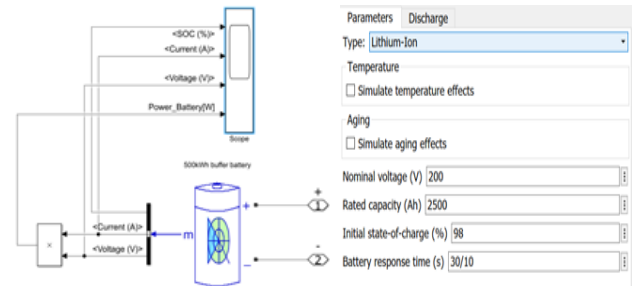 <SOC (%)>
<Current (A)>
<Voltage (V)>
Power_Battery[W]
Scope
500kWh buffer battery
<Current (A)>
<Voltage (V)>
×
m
+
−
+
1
-
2
Parameters Discharge
Type: Lithium-Ion
Temperature
Simulate temperature effects
Aging
Simulate aging effects
Nominal voltage (V) 200
Rated capacity (Ah) 2500
Initial state-of-charge (%) 98
Battery response time (s) 30/10